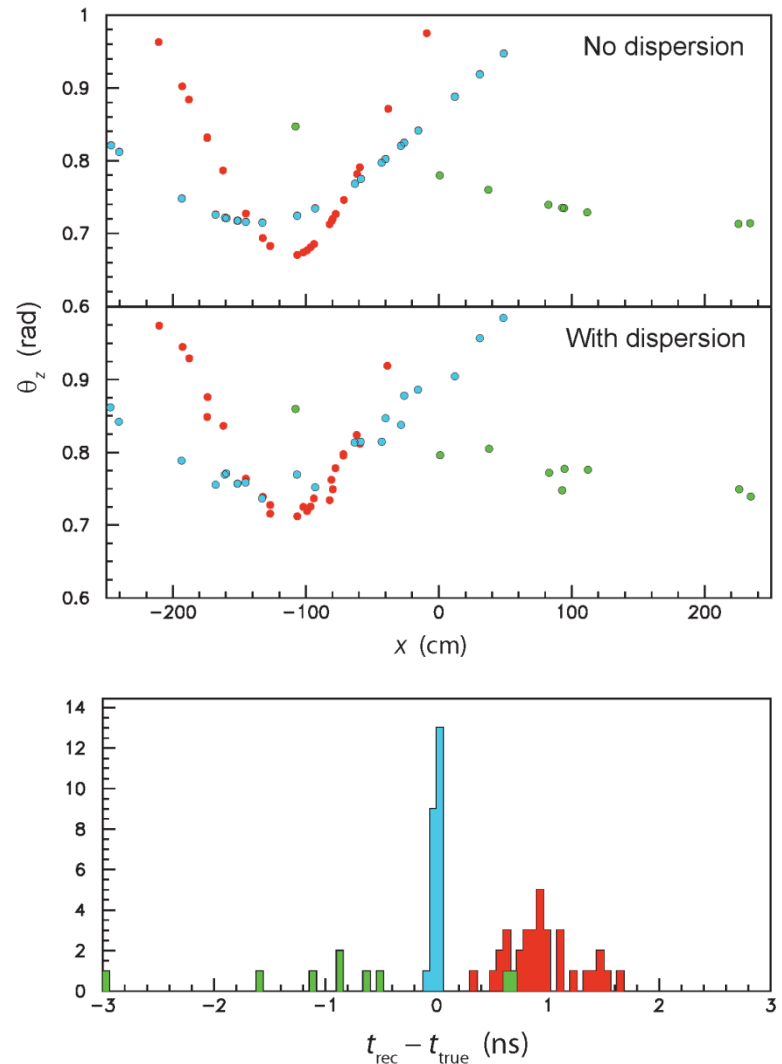 1
No dispersion
0.9
0.8
0.7
0.6
θz (rad)
With dispersion
0.9
0.8
0.7
0.6
−200 −100 0 100 200
x (cm)
14
12
10
8
6
4
2
0
−3 −2 −1 0 1 2 3
trec − ttrue (ns)